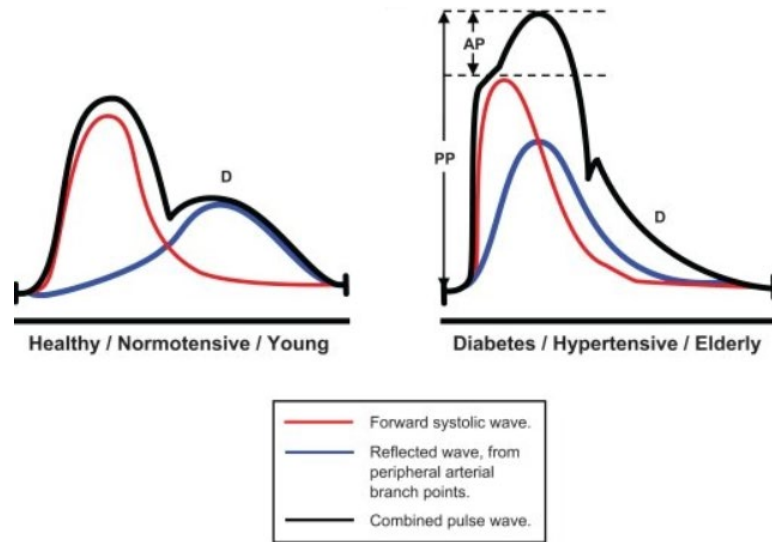 D
Healthy / Normotensive / Young
AP
PP
D
Diabetes / Hypertensive / Elderly
Forward systolic wave.
Reflected wave, from
peripheral arterial
branch points.
Combined pulse wave.